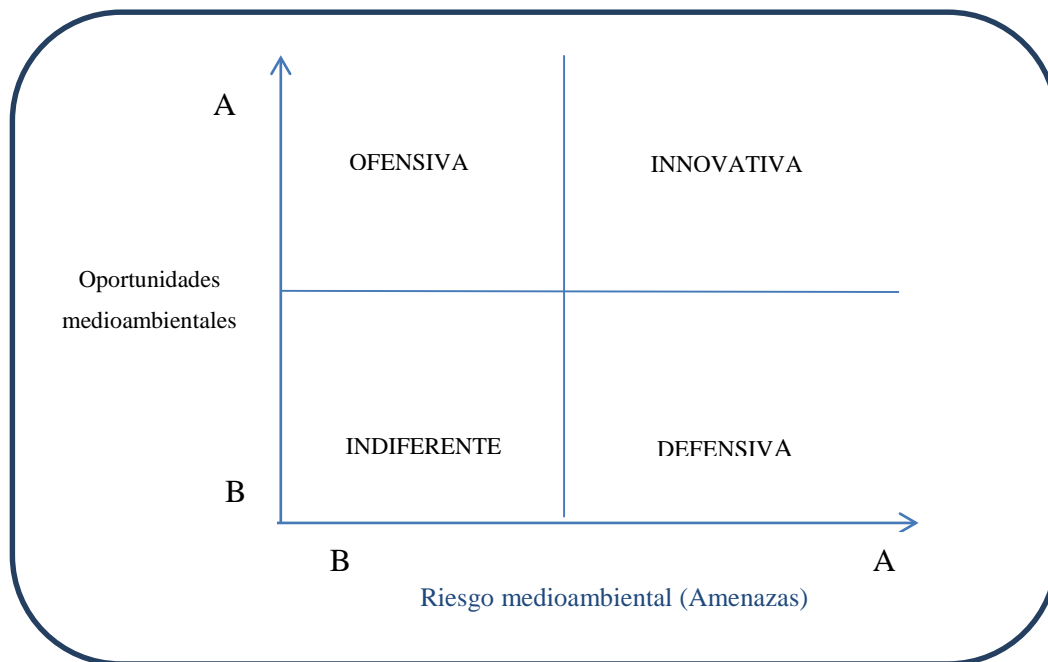 A
OFENSIVA
INNOVATIVA
Oportunidades
medioambientales
INDIFERENTE
DEFENSIVA
B
B
A
Riesgo medioambiental (Amenazas)